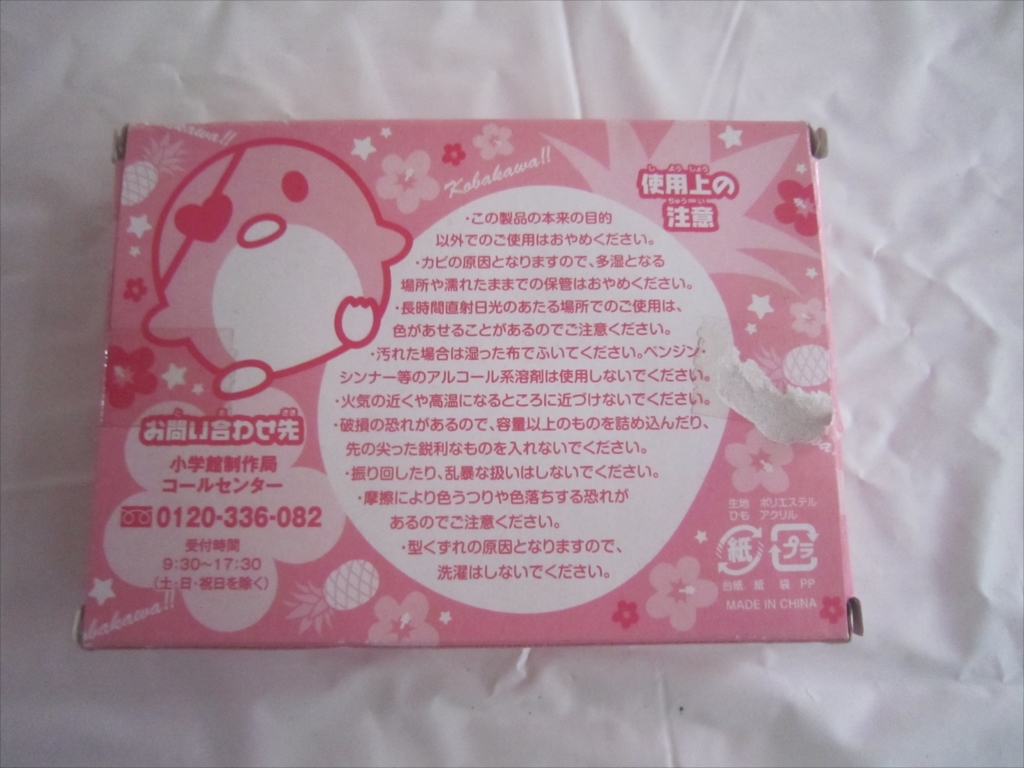 Kobakawa!!
しようじょう
使用上の
ちゅうい
注意
・この製品の本来の目的
以外でのご使用はおやめください。
・カビの原因となりますので、多湿となる
場所や濡れたままでの保管はおやめください。
・長時間直射日光のあたる場所でのご使用は、
色があせることがあるのでご注意ください。
・汚れた場合は湿った布でふいてください。ベンジン・
シンナー等のアルコール系溶剤は使用しないでください。
・火気の近くや高温になるところに近づけないでください。
・破損の恐れがあるので、容量以上のものを詰め込んだり、
先の尖った鋭利なものを入れないでください。
・振り回したり、乱暴な扱いはしないでください。
・摩擦により色うつりや色落ちする恐れが
あるのでご注意ください。
・型くずれの原因となりますので、
洗濯はしないでください。
お問い合わせ先
小学館制作局
コールセンター
0120-336-082
受付時間
9:30～17:30
(土・日・祝日を除く)
bakawa!!
生地 ポリエステル
ひも アクリル
紙 プラ
台紙 紙 袋 PP
MADE IN CHINA